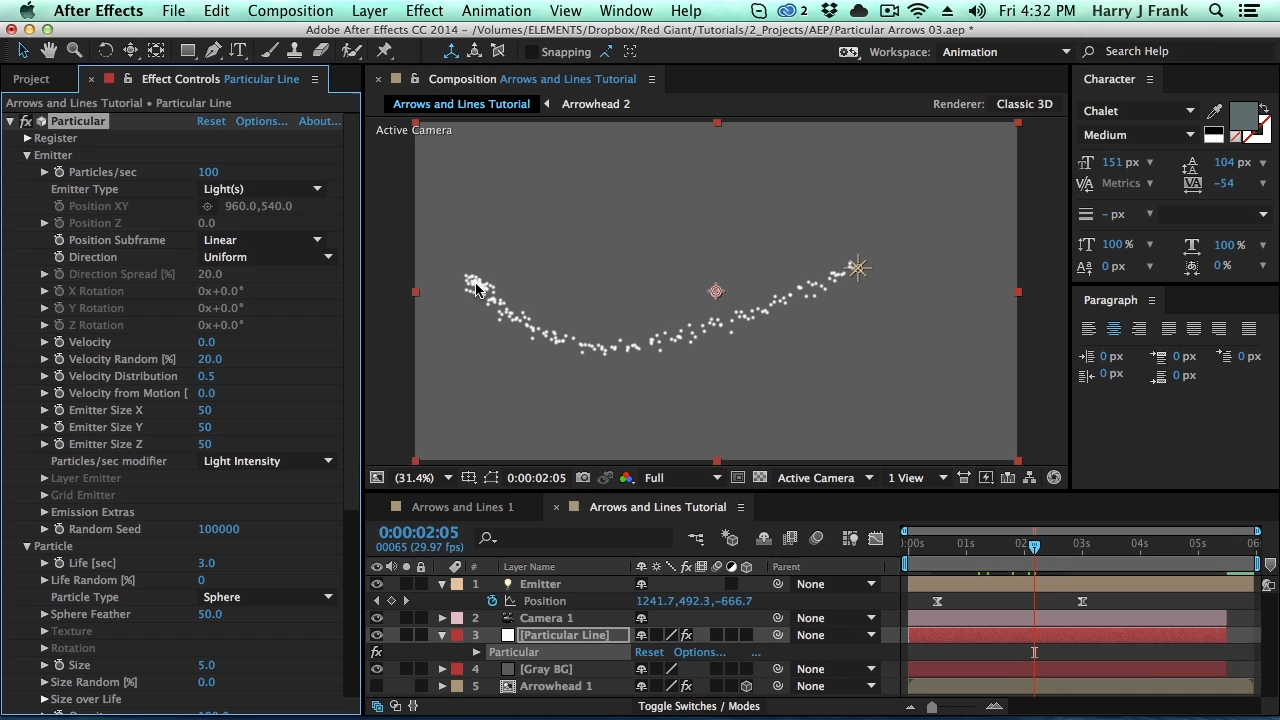 After Effects File Edit Composition Layer Effect Animation View Window Help 2 Fri 4:32 PM Harry J Frank
Adobe After Effects CC 2014 - /Volumes/ELEMENTS/Dropbox/Red Giant/Tutorials/2_Projects/AEP/Particular Arrows 03.aep *
Snapping Workspace: Animation Search Help
Project × Effect Controls Particular Line
Arrows and Lines Tutorial • Particular Line
fx Particular Reset Options... About...
Register
Emitter
Particles/sec 100
Emitter Type Light(s)
Position XY 960.0,540.0
Position Z 0.0
Position Subframe Linear
Direction Uniform
Direction Spread [%] 20.0
X Rotation 0x+0.0°
Y Rotation 0x+0.0°
Z Rotation 0x+0.0°
Velocity 0.0
Velocity Random [%] 20.0
Velocity Distribution 0.5
Velocity from Motion [ 0.0
Emitter Size X 50
Emitter Size Y 50
Emitter Size Z 50
Particles/sec modifier Light Intensity
Layer Emitter
Grid Emitter
Emission Extras
Random Seed 100000
Particle
Life [sec] 3.0
Life Random [%] 0
Particle Type Sphere
Sphere Feather 50.0
Texture
Rotation
Size 5.0
Size Random [%] 0.0
Size over Life
× Composition Arrows and Lines Tutorial
Arrows and Lines Tutorial Arrowhead 2 Renderer: Classic 3D
Active Camera
(31.4%) 0:00:02:05 Full Active Camera 1 View
Character
Chalet
Medium
151 px 104 px
Metrics -54
- px
100 % 100 %
0 px 0 %
Paragraph
0 px 0 px 0 px
0 px 0 px
Arrows and Lines 1 × Arrows and Lines Tutorial
0:00:02:05
00065 (29.97 fps)
0:00s 01s 02 03s 04s 05s 06
# Layer Name Parent
1 Emitter None
Position 1241.7,492.3,-666.7
2 Camera 1 None
3 [Particular Line] fx None
fx Particular Reset Options... ...
4 [Gray BG] None
5 Arrowhead 1 fx None
Toggle Switches / Modes